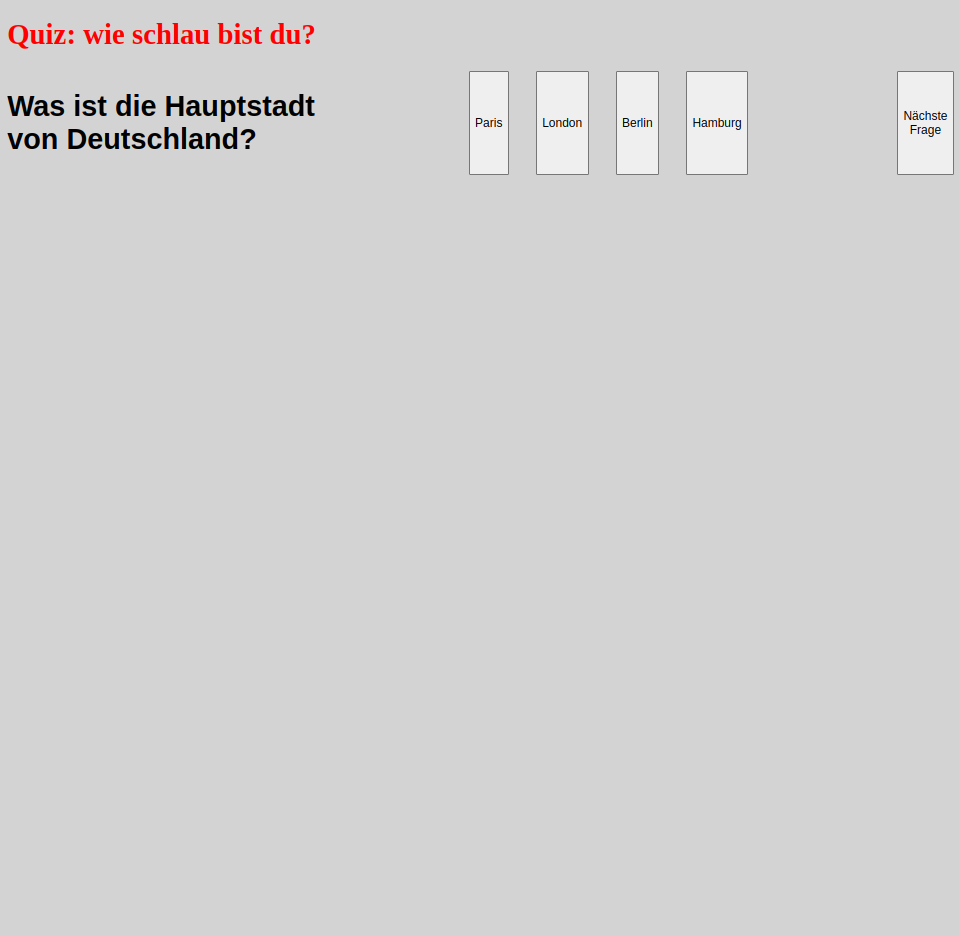 Quiz: wie schlau bist du?
Was ist die Hauptstadt
von Deutschland?
Paris
London
Berlin
Hamburg
Nächste
Frage